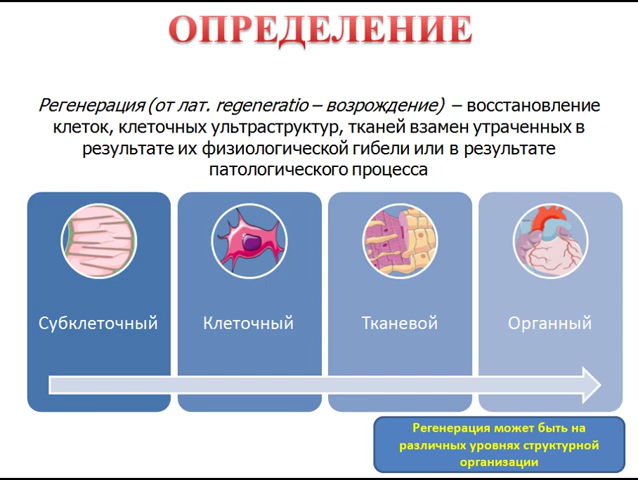 ОПРЕДЕЛЕНИЕ
Регенерация (от лат. regeneratio – возрождение) – восстановление
клеток, клеточных ультраструктур, тканей взамен утраченных в
результате их физиологической гибели или в результате
патологического процесса
Субклеточный
Клеточный
Тканевой
Органный
Регенерация может быть на
различных уровнях структурной
организации